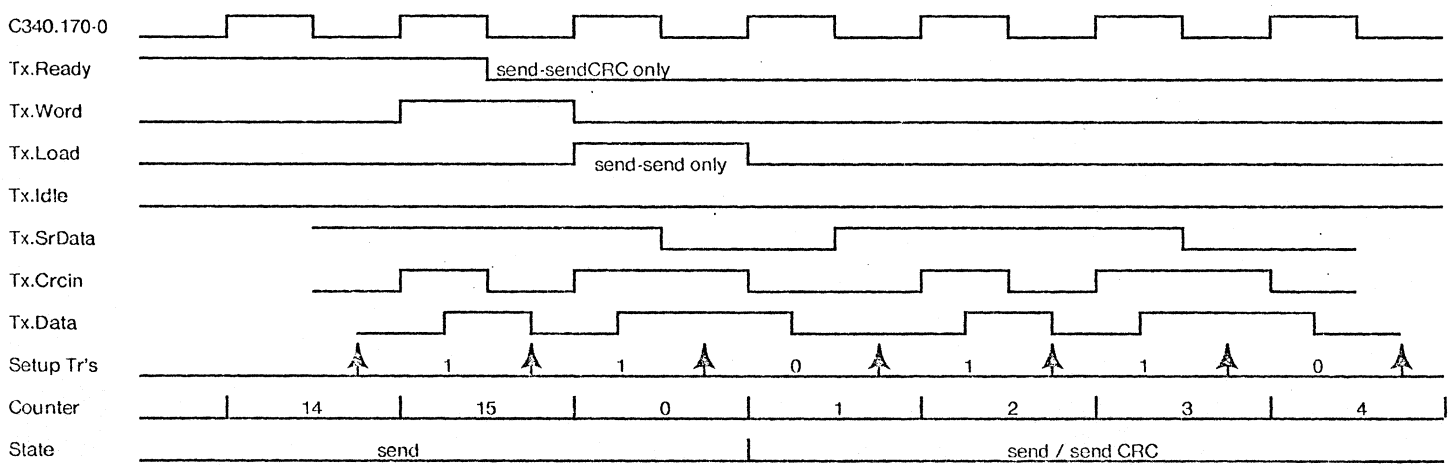 C340.170-0
Tx.Ready send-sendCRC only
Tx.Word
Tx.Load send-send only
Tx.Idle
Tx.SrData
Tx.Crcin
Tx.Data
Setup Tr's 1 1 0 1 1 0
Counter 14 15 0 1 2 3 4
State send send / send CRC